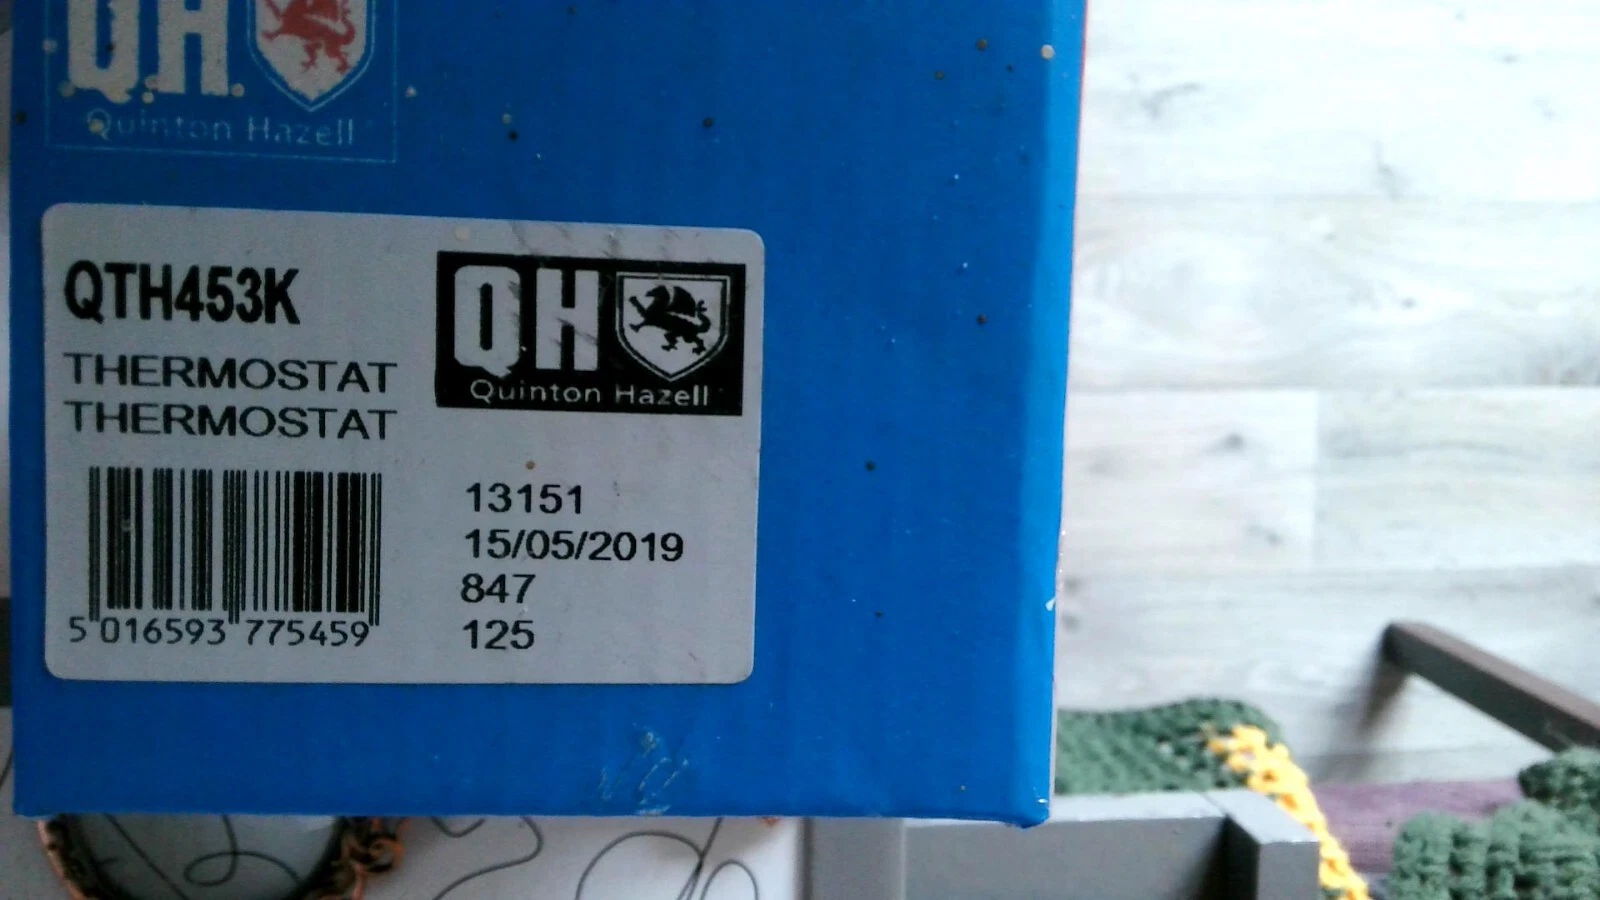 QH.
Quinton Hazell
QTH453K
THERMOSTAT
THERMOSTAT
QH
Quinton Hazell
13151
15/05/2019
847
125
5 016593 775459